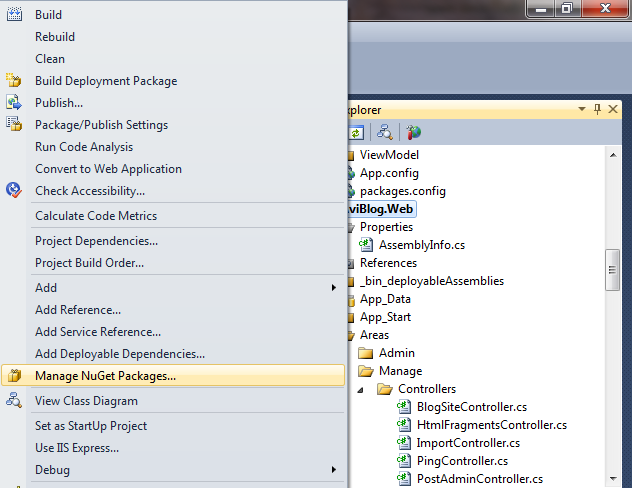 Build
Rebuild
Clean
Build Deployment Package
Publish...
Package/Publish Settings
Run Code Analysis
Convert to Web Application
Check Accessibility...
Calculate Code Metrics
Project Dependencies...
Project Build Order...
Add
Add Reference...
Add Service Reference...
Add Deployable Dependencies...
Manage NuGet Packages...
View Class Diagram
Set as StartUp Project
Use IIS Express...
Debug
xplorer
ViewModel
App.config
packages.config
viBlog.Web
Properties
AssemblyInfo.cs
References
_bin_deployableAssemblies
App_Data
App_Start
Areas
Admin
Manage
Controllers
BlogSiteController.cs
HtmlFragmentsController.cs
ImportController.cs
PingController.cs
PostAdminController.cs